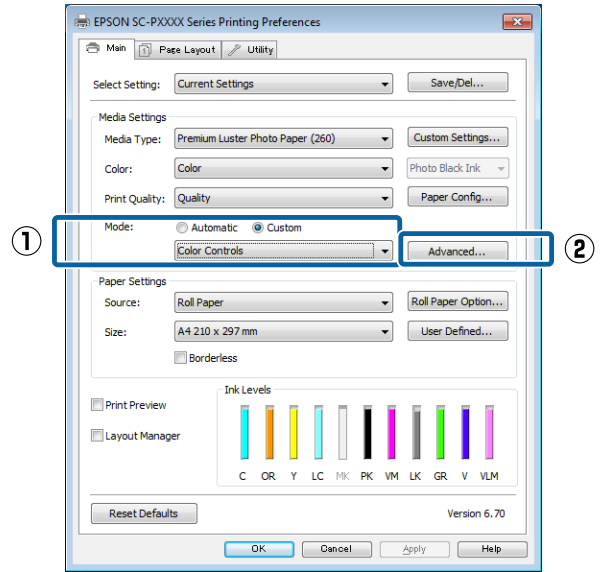 EPSON SC-PXXXX Series Printing Preferences
Main Page Layout Utility
Select Setting: Current Settings Save/Del...
Media Settings
Media Type: Premium Luster Photo Paper (260) Custom Settings...
Color: Color Photo Black Ink
Print Quality: Quality Paper Config...
Mode: Automatic Custom
① Color Controls Advanced... ②
Paper Settings
Source: Roll Paper Roll Paper Option...
Size: A4 210 x 297 mm User Defined...
Borderless
Ink Levels
Print Preview
Layout Manager
C OR Y LC MK PK VM LK GR V VLM
Reset Defaults Version 6.70
OK Cancel Apply Help